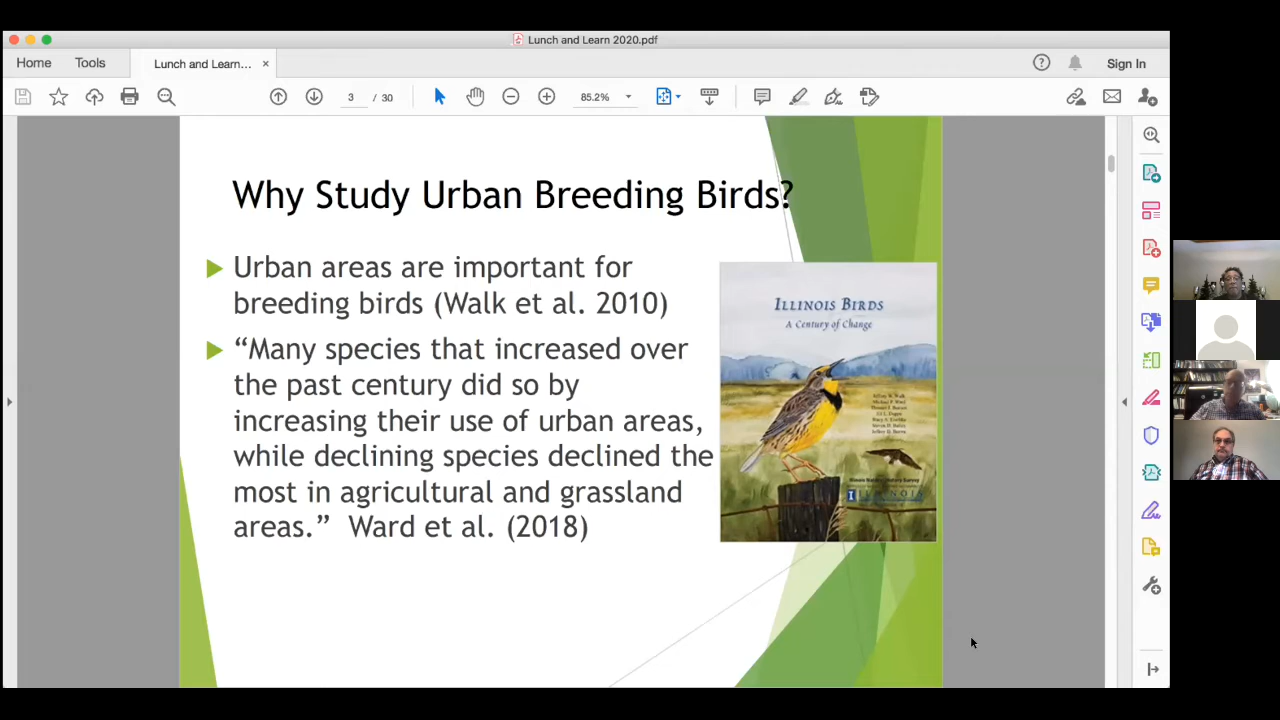 Lunch and Learn 2020.pdf
Home
Tools
Lunch and Learn...
×
Sign In
3 / 30
85.2%
Why Study Urban Breeding Birds?
Urban areas are important for
breeding birds (Walk et al. 2010)
“Many species that increased over
the past century did so by
increasing their use of urban areas,
while declining species declined the
most in agricultural and grassland
areas.” Ward et al. (2018)
ILLINOIS BIRDS
A Century of Change
ILLINOIS